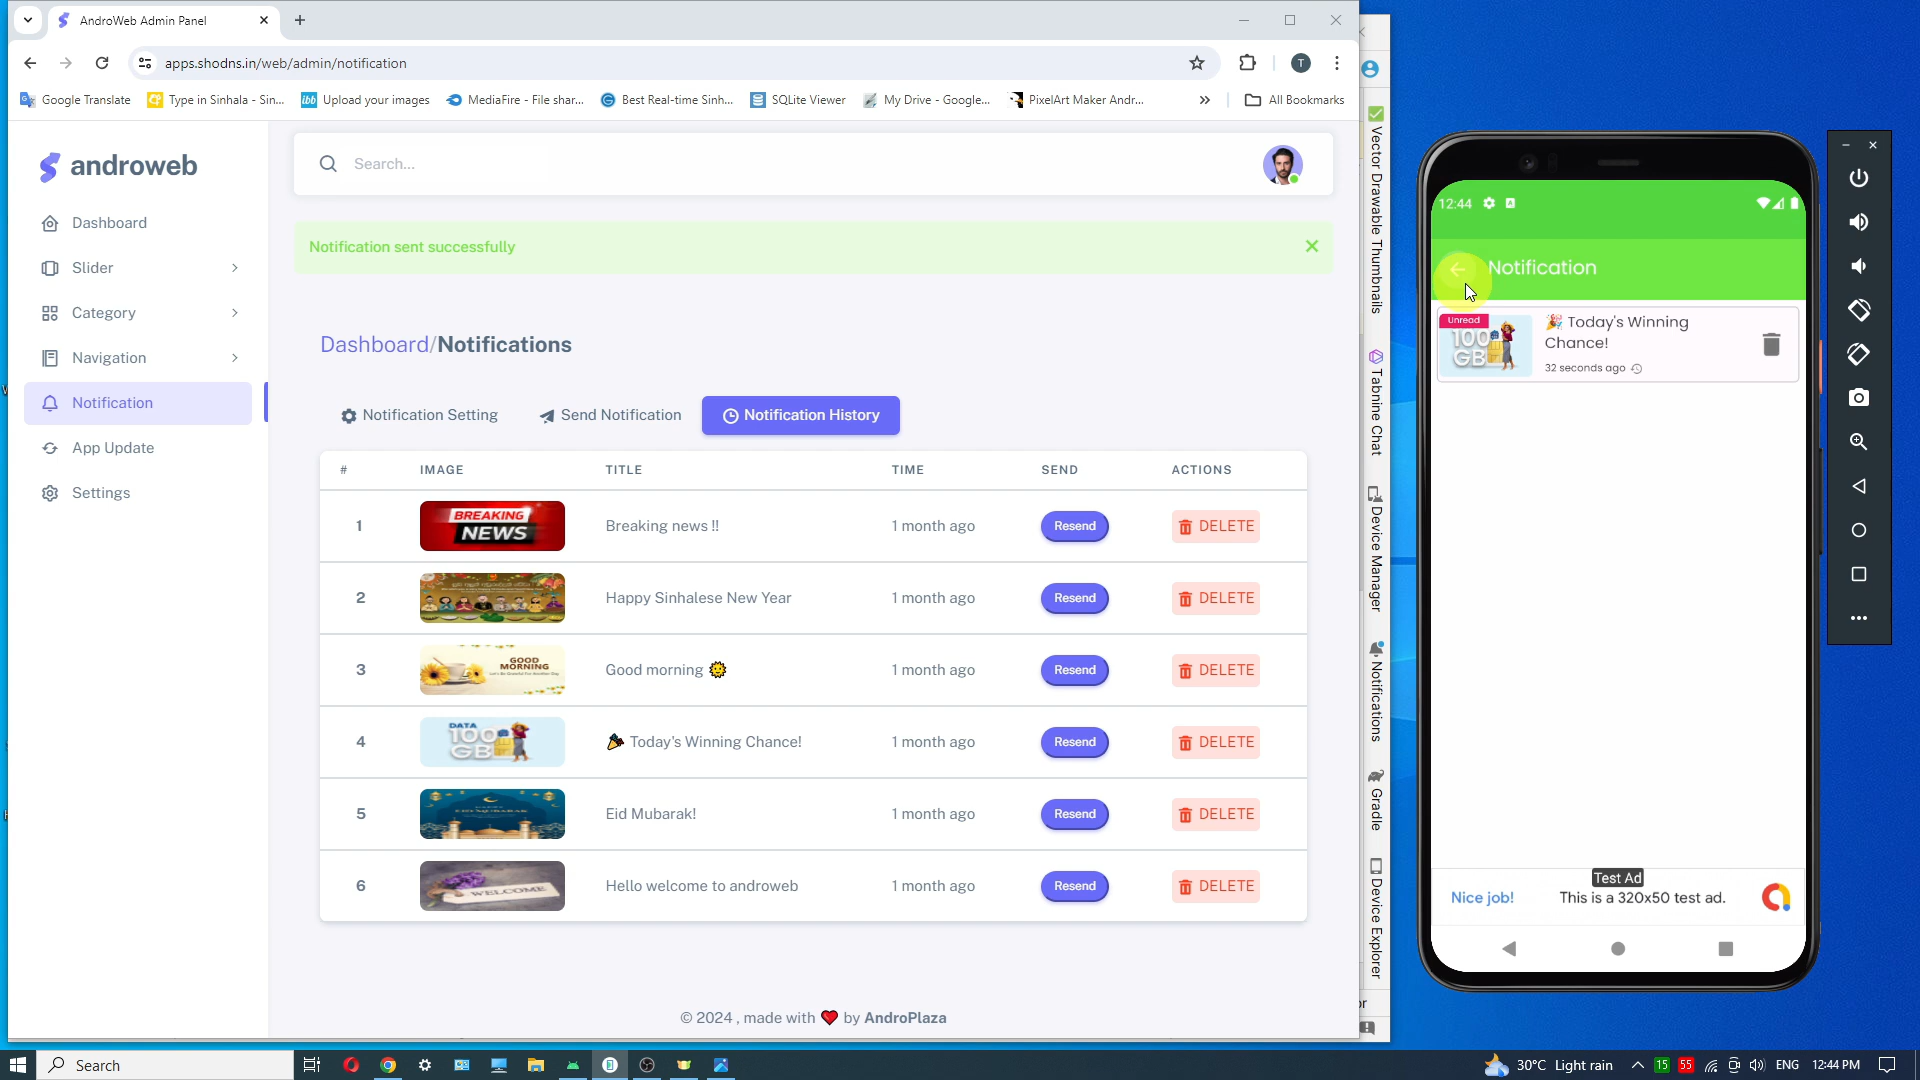 AndroWeb Admin Panel
apps.shodns.in/web/admin/notification
Google Translate
Type in Sinhala - Sin...
ibb Upload your images
MediaFire - File shar...
Best Real-time Sinh...
SQLite Viewer
My Drive - Google...
PixelArt Maker Andr...
» All Bookmarks
T
androweb
Search...
Dashboard
Slider
Category
Navigation
Notification
App Update
Settings
Notification sent successfully
Dashboard/Notifications
Notification Setting
Send Notification
Notification History
# IMAGE TITLE TIME SEND ACTIONS
1 BREAKING NEWS Breaking news !! 1 month ago Resend DELETE
2 Happy Sinhalese New Year 1 month ago Resend DELETE
3 GOOD MORNING Good morning 🌞 1 month ago Resend DELETE
4 DATA 100 GB 🎉 Today's Winning Chance! 1 month ago Resend DELETE
5 EID MUBARAK Eid Mubarak! 1 month ago Resend DELETE
6 WELCOME Hello welcome to androweb 1 month ago Resend DELETE
© 2024 , made with ❤ by AndroPlaza
Vector Drawable Thumbnails
Tabnine Chat
Device Manager
Notifications
Gradle
Device Explorer
or
12:44
Notification
Unread
100 GB
🎉 Today's Winning
Chance!
32 seconds ago
Test Ad
Nice job! This is a 320x50 test ad.
Search
30°C Light rain
15 55
ENG 12:44 PM